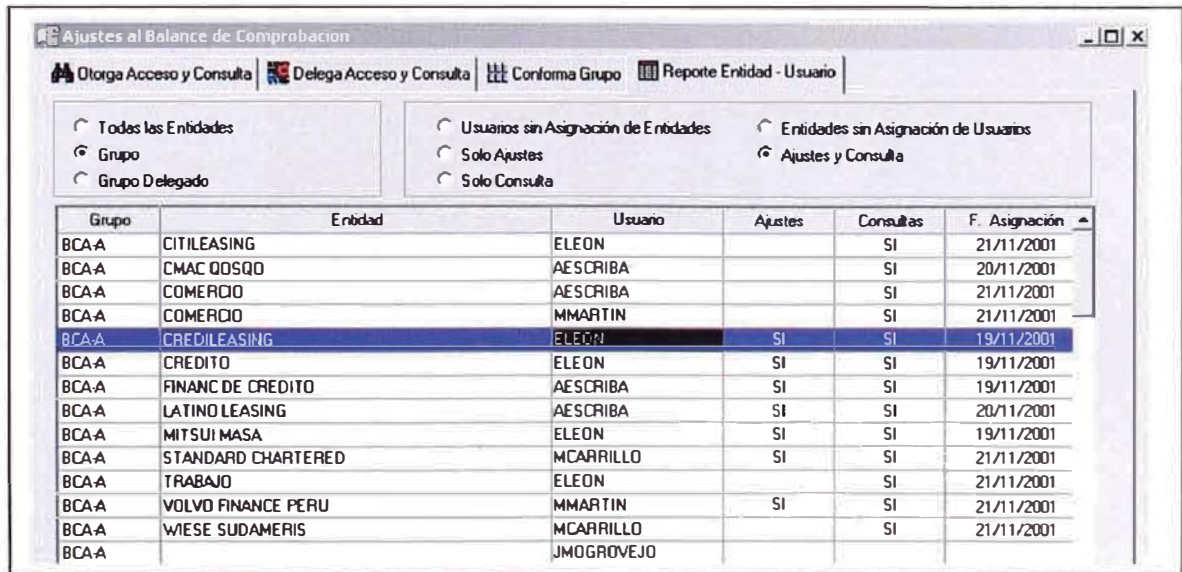 Ajustes al Balance de Comprobacion
Otorga Acceso y Consulta Delega Acceso y Consulta Conforma Grupo Reporte Entidad - Usuario
Todas las Entidades Usuarios sin Asignación de Entidades Entidades sin Asignación de Usuarios
Grupo Solo Ajustes Ajustes y Consulta
Grupo Delegado Solo Consulta
Grupo Entidad Usuario Ajustes Consultas F. Asignación
BCA-A CITILEASING ELEON SI 21/11/2001
BCA-A CMAC QOSQO AESCRIBA SI 20/11/2001
BCA-A COMERCIO AESCRIBA SI 21/11/2001
BCA-A COMERCIO MMARTIN SI 21/11/2001
BCA-A CREDILEASING ELEON SI SI 19/11/2001
BCA-A CREDITO ELEON SI SI 19/11/2001
BCA-A FINANC DE CREDITO AESCRIBA SI SI 19/11/2001
BCA-A LATINO LEASING AESCRIBA SI SI 20/11/2001
BCA-A MITSUI MASA ELEON SI SI 19/11/2001
BCA-A STANDARD CHARTERED MCARRILLO SI SI 21/11/2001
BCA-A TRABAJO ELEON SI 21/11/2001
BCA-A VOLVO FINANCE PERU MMARTIN SI SI 21/11/2001
BCA-A WIESE SUDAMERIS MCARRILLO SI 21/11/2001
BCA-A JMOGROVEJO